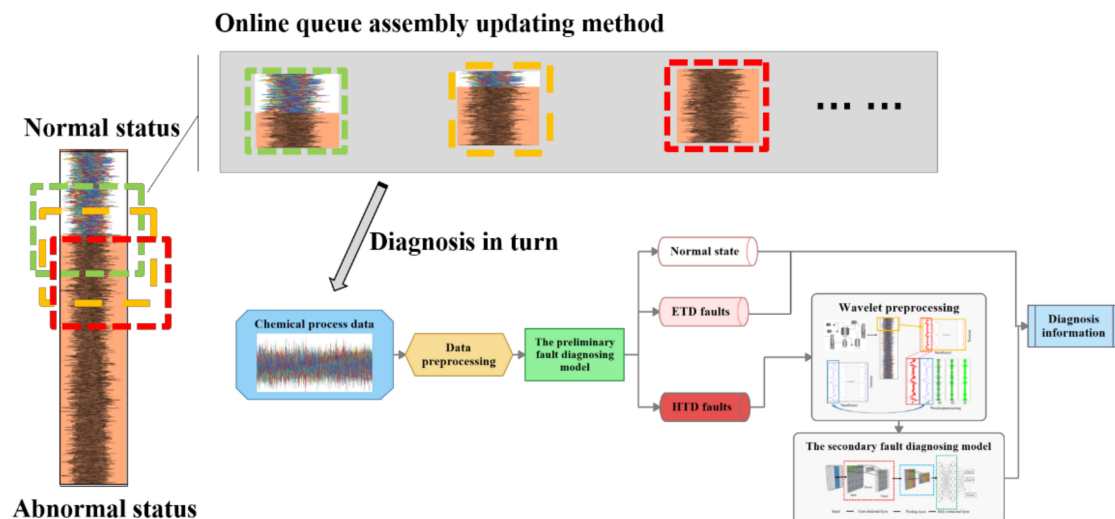 Online queue assembly updating method
Normal status
... ...
Diagnosis in turn
Abnormal status
Chemical process data
Data
preprocessing
The preliminary
fault diagnosing
model
Normal state
ETD faults
HTD faults
Wavelet preprocessing
The secondary fault diagnosing model
Diagnosis
information